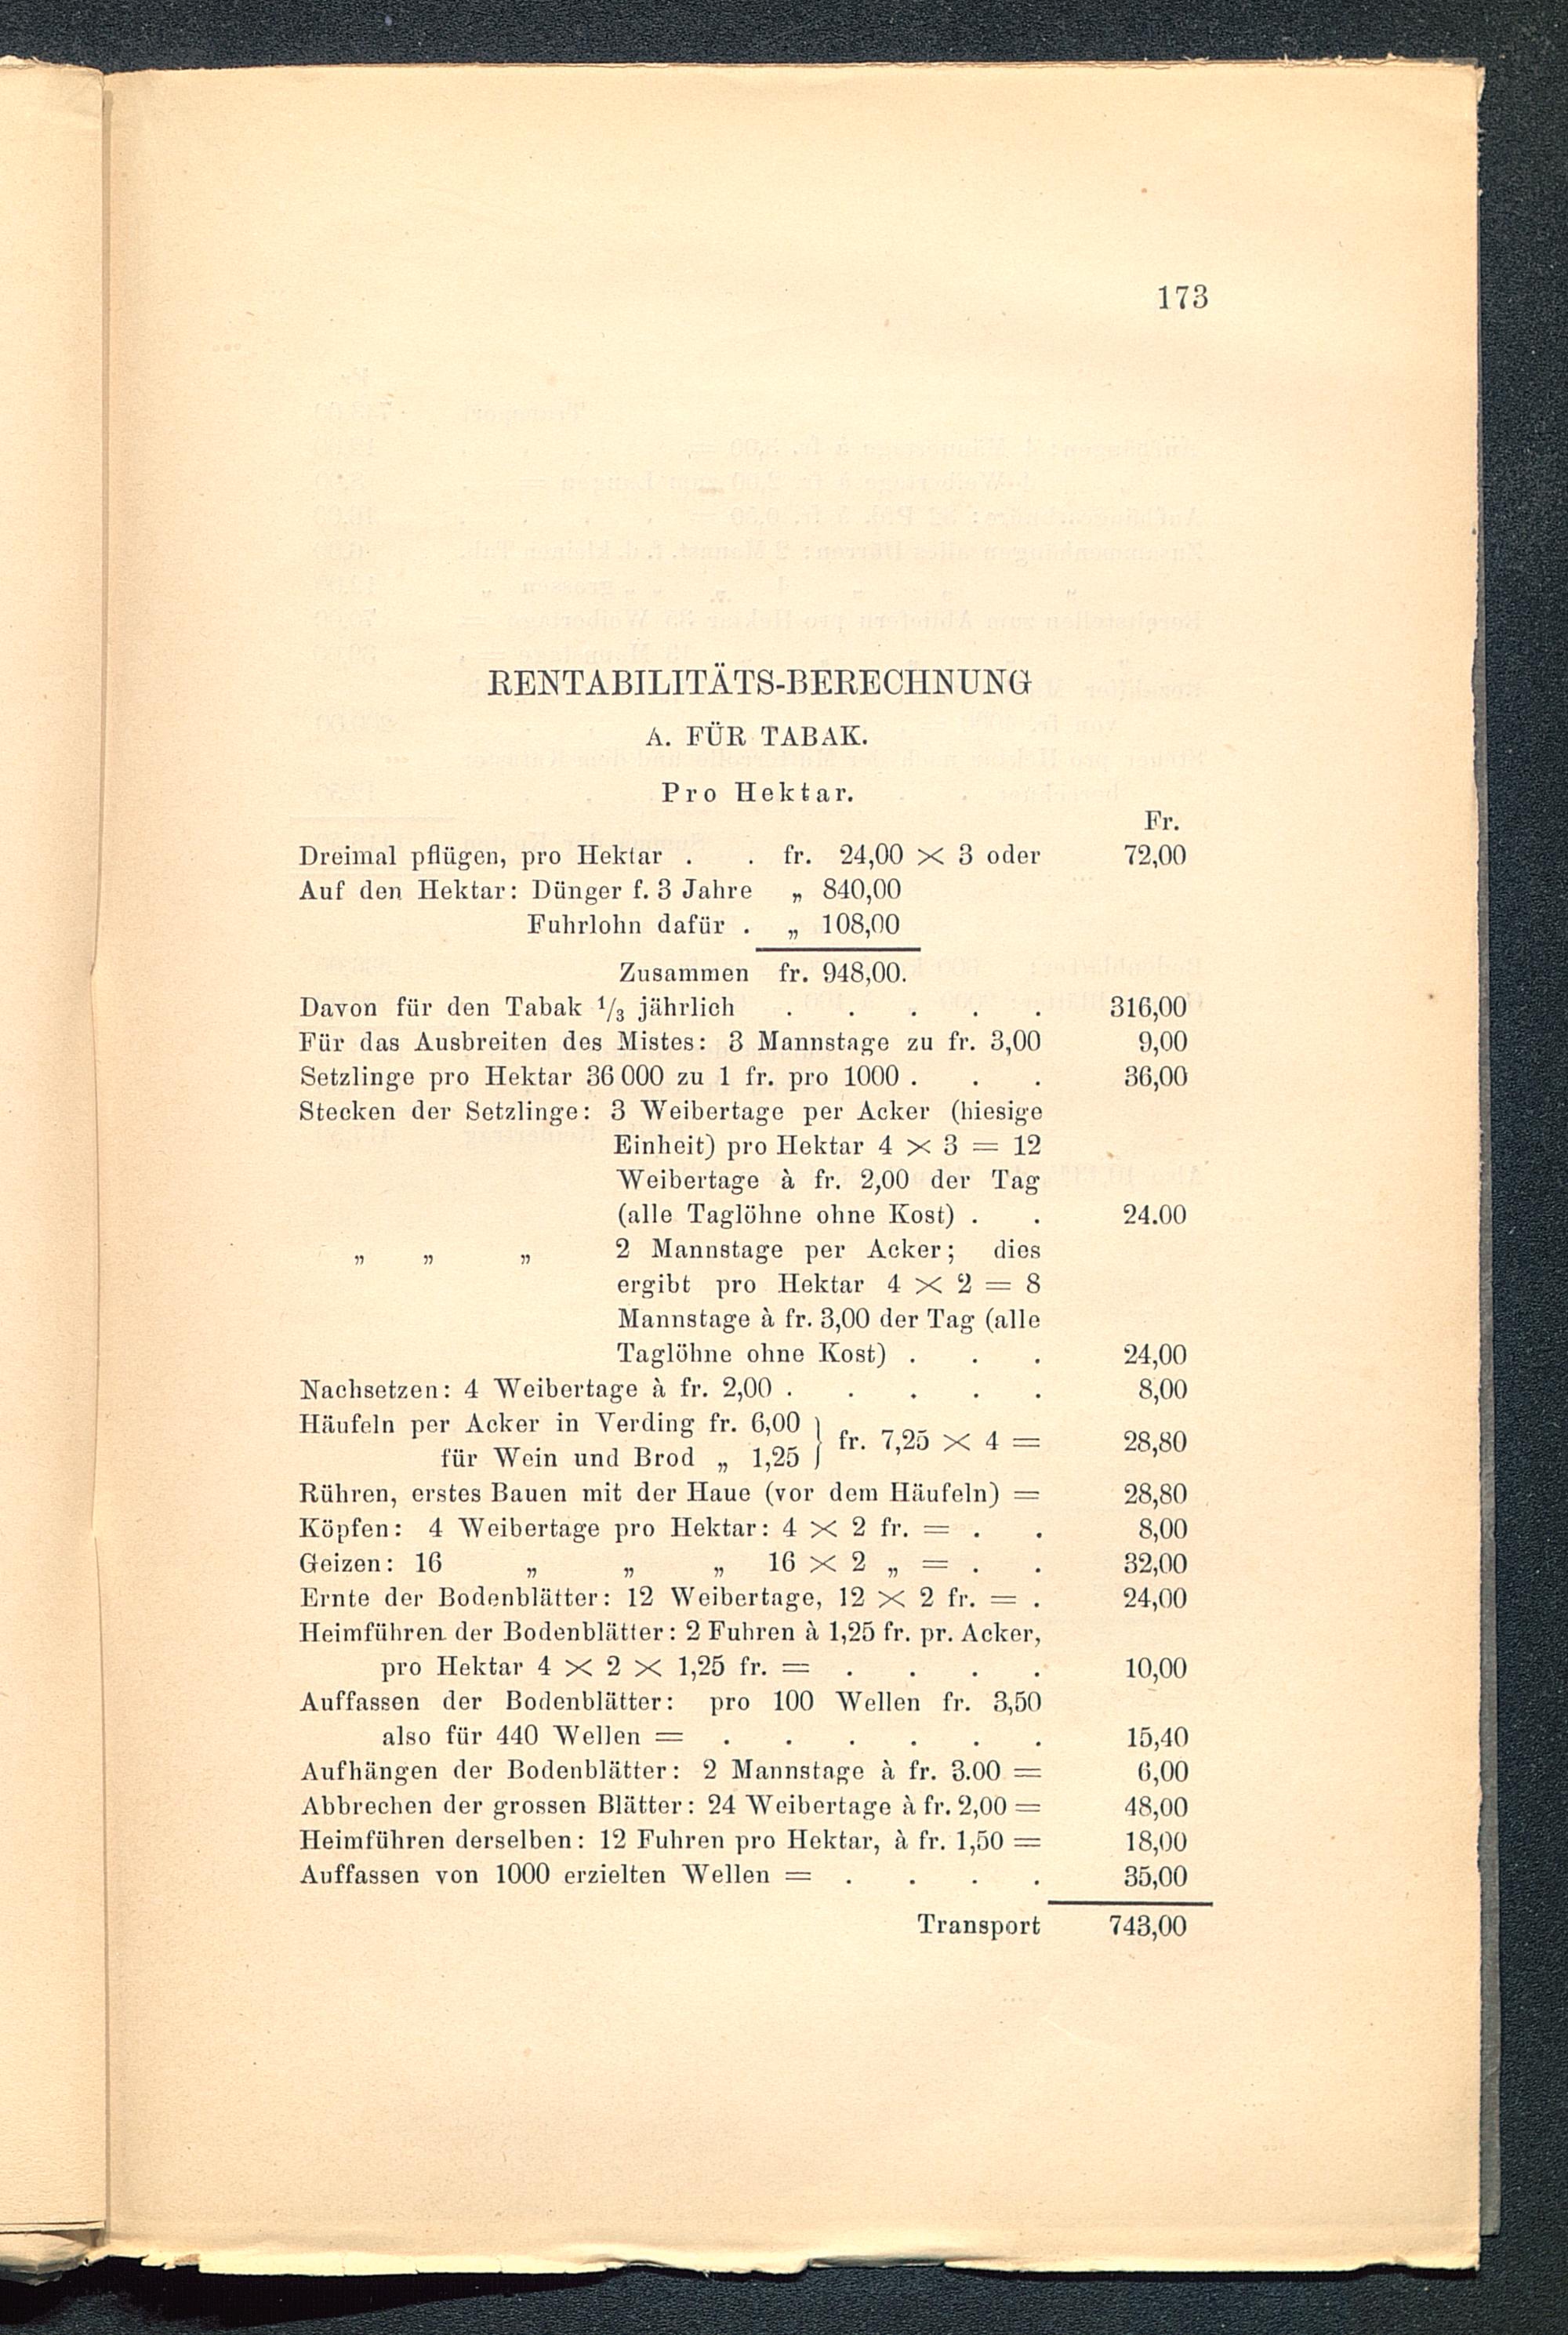 173
RENTABILITÄTS-BERECHNUNG
A. FÜR TABAK.
Pro Hektar.
Fr.
Dreimal pflügen, pro Hektar . . fr. 24,00 × 3 oder 72,00
Auf den Hektar: Dünger f. 3 Jahre „ 840,00
Fuhrlohn dafür . „ 108,00
Zusammen fr. 948,00.
Davon für den Tabak 1/3 jährlich . . . . . 316,00
Für das Ausbreiten des Mistes: 3 Mannstage zu fr. 3,00 9,00
Setzlinge pro Hektar 36 000 zu 1 fr. pro 1000 . . . 36,00
Stecken der Setzlinge: 3 Weibertage per Acker (hiesige
Einheit) pro Hektar 4 × 3 = 12
Weibertage à fr. 2,00 der Tag
(alle Taglöhne ohne Kost) . . 24.00
„ „ „ 2 Mannstage per Acker; dies
ergibt pro Hektar 4 × 2 = 8
Mannstage à fr. 3,00 der Tag (alle
Taglöhne ohne Kost) . . . 24,00
Nachsetzen: 4 Weibertage à fr. 2,00 . . . . . 8,00
Häufeln per Acker in Verding fr. 6,00
für Wein und Brod „ 1,25 } fr. 7,25 × 4 = 28,80
Rühren, erstes Bauen mit der Haue (vor dem Häufeln) = 28,80
Köpfen: 4 Weibertage pro Hektar: 4 × 2 fr. = . . 8,00
Geizen: 16 „ „ „ 16 × 2 „ = . . 32,00
Ernte der Bodenblätter: 12 Weibertage, 12 × 2 fr. = . 24,00
Heimführen der Bodenblätter: 2 Fuhren à 1,25 fr. pr. Acker,
pro Hektar 4 × 2 × 1,25 fr. = . . . . 10,00
Auffassen der Bodenblätter: pro 100 Wellen fr. 3,50
also für 440 Wellen = . . . . . . 15,40
Aufhängen der Bodenblätter: 2 Mannstage à fr. 3.00 = 6,00
Abbrechen der grossen Blätter: 24 Weibertage à fr. 2,00 = 48,00
Heimführen derselben: 12 Fuhren pro Hektar, à fr. 1,50 = 18,00
Auffassen von 1000 erzielten Wellen = . . . . 35,00
Transport 743,00